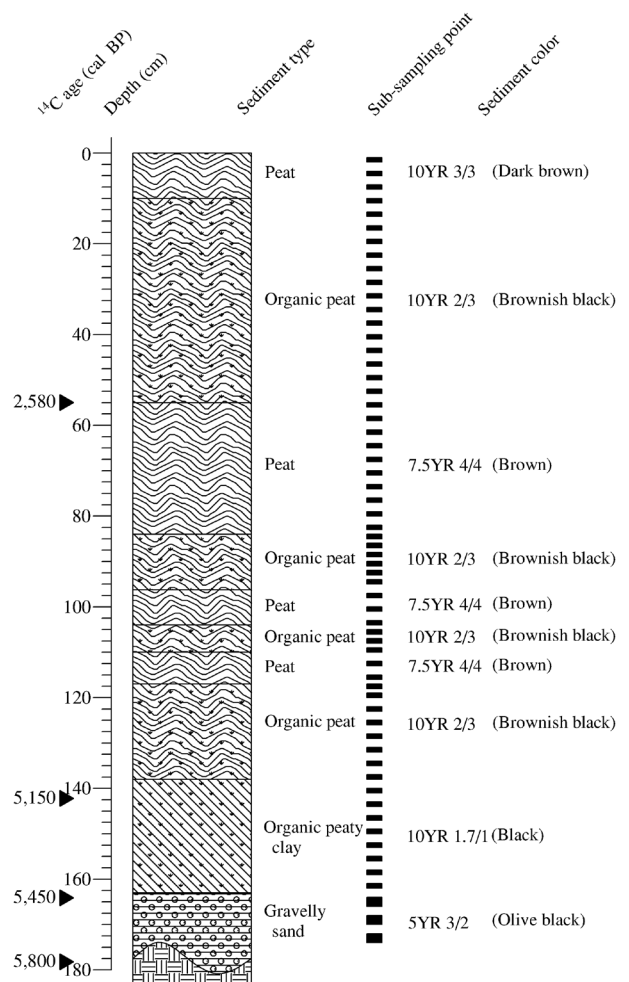 ¹⁴C age (cal BP)
Depth (cm)
Sediment type
Sub-sampling point
Sediment color
0
Peat
10YR 3/3 (Dark brown)
20
Organic peat
10YR 2/3 (Brownish black)
40
2,580
60
Peat
7.5YR 4/4 (Brown)
80
Organic peat
10YR 2/3 (Brownish black)
100
Peat
7.5YR 4/4 (Brown)
Organic peat
10YR 2/3 (Brownish black)
Peat
7.5YR 4/4 (Brown)
120
Organic peat
10YR 2/3 (Brownish black)
140
5,150
Organic peaty
clay
10YR 1.7/1 (Black)
160
5,450
Gravelly
sand
5YR 3/2 (Olive black)
5,800
180